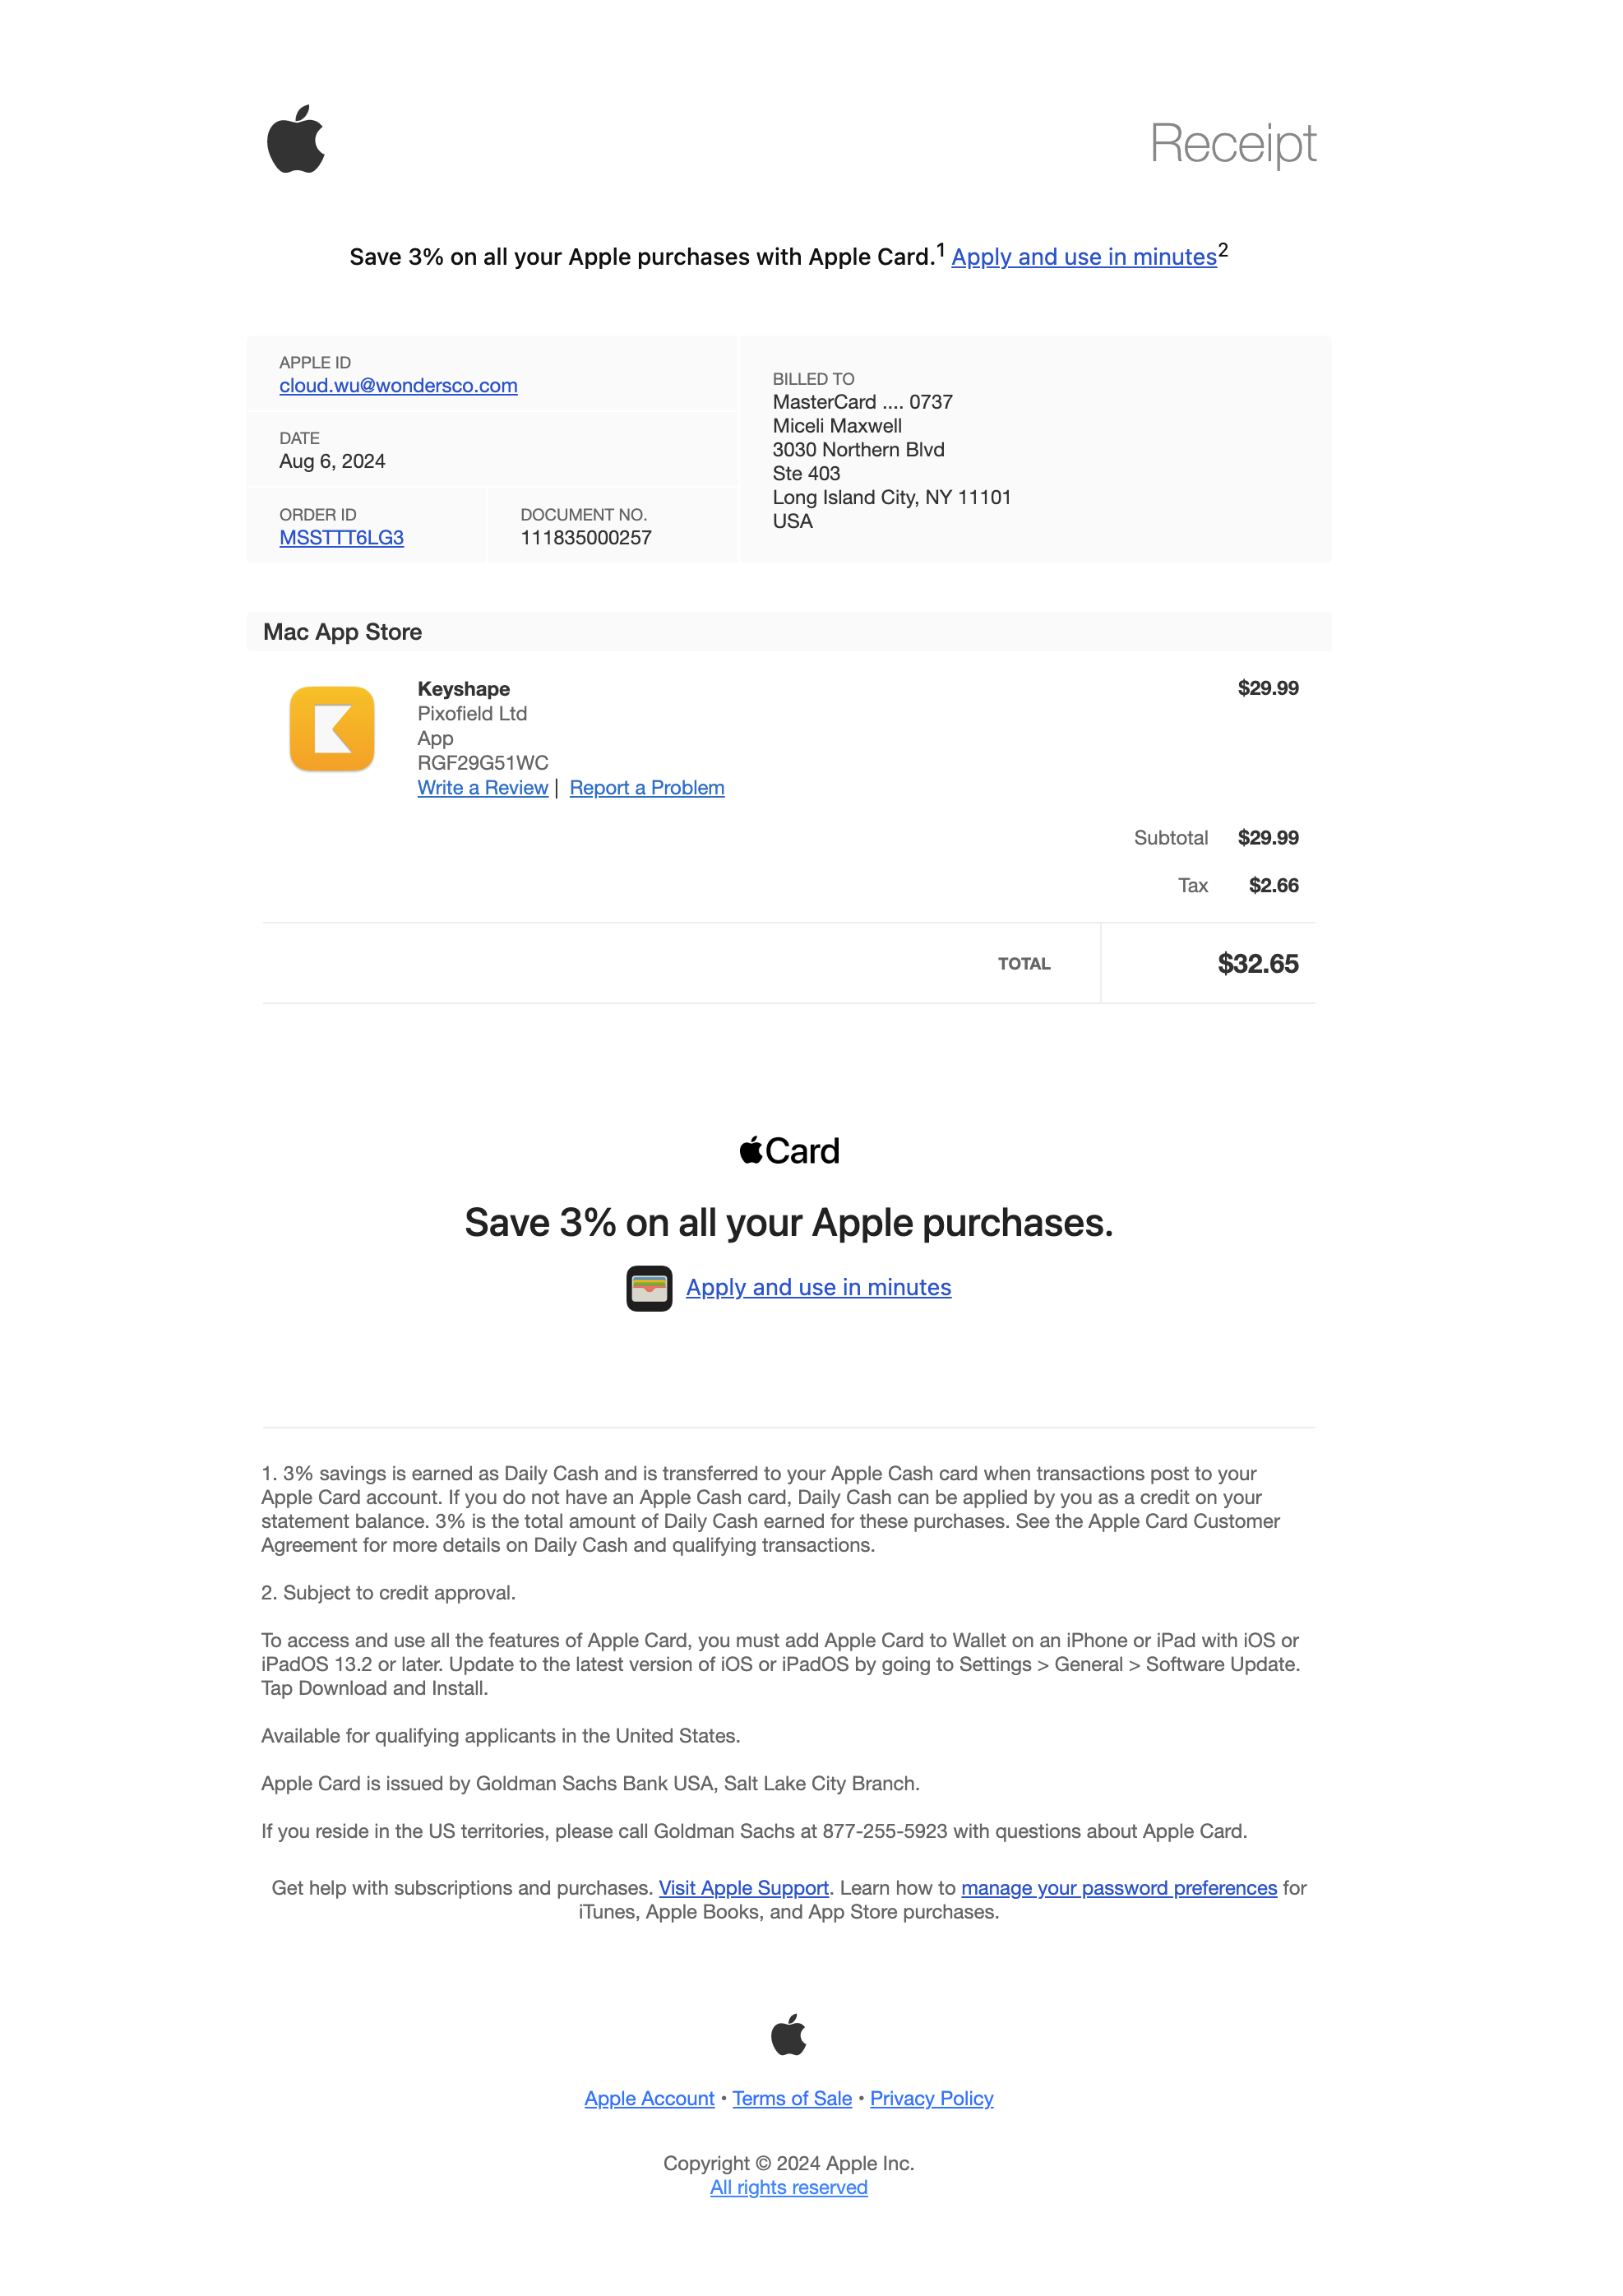 Receipt
Save 3% on all your Apple purchases with Apple Card.1 Apply and use in minutes2
APPLE ID
cloud.wu@wondersco.com
DATE
Aug 6, 2024
ORDER ID
MSSTTT6LG3
DOCUMENT NO.
111835000257
BILLED TO
MasterCard .... 0737
Miceli Maxwell
3030 Northern Blvd
Ste 403
Long Island City, NY 11101
USA
Mac App Store
Keyshape
$29.99
Pixofield Ltd
App
RGF29G51WC
Write a Review | Report a Problem
Subtotal $29.99
Tax $2.66
TOTAL $32.65
Card
Save 3% on all your Apple purchases.
Apply and use in minutes
1. 3% savings is earned as Daily Cash and is transferred to your Apple Cash card when transactions post to your
Apple Card account. If you do not have an Apple Cash card, Daily Cash can be applied by you as a credit on your
statement balance. 3% is the total amount of Daily Cash earned for these purchases. See the Apple Card Customer
Agreement for more details on Daily Cash and qualifying transactions.
2. Subject to credit approval.
To access and use all the features of Apple Card, you must add Apple Card to Wallet on an iPhone or iPad with iOS or
iPadOS 13.2 or later. Update to the latest version of iOS or iPadOS by going to Settings > General > Software Update.
Tap Download and Install.
Available for qualifying applicants in the United States.
Apple Card is issued by Goldman Sachs Bank USA, Salt Lake City Branch.
If you reside in the US territories, please call Goldman Sachs at 877-255-5923 with questions about Apple Card.
Get help with subscriptions and purchases. Visit Apple Support. Learn how to manage your password preferences for
iTunes, Apple Books, and App Store purchases.
Apple Account • Terms of Sale • Privacy Policy
Copyright © 2024 Apple Inc.
All rights reserved